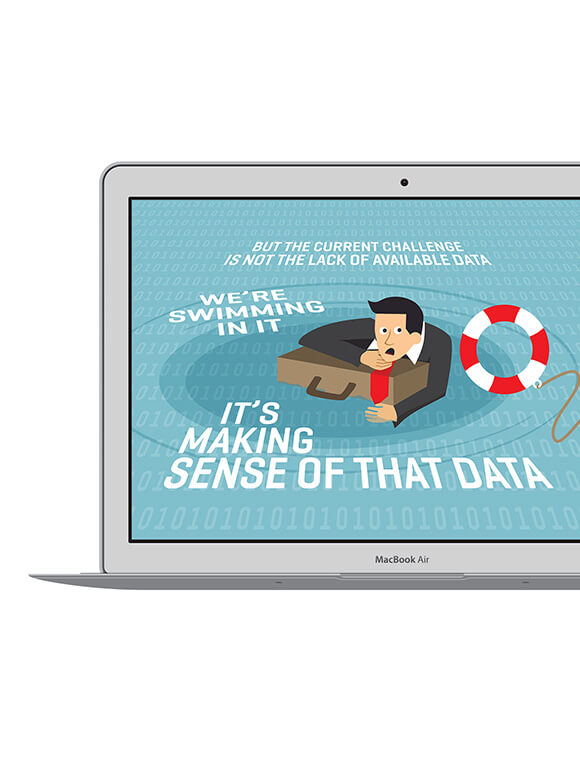 BUT THE CURRENT CHALLENGE
IS NOT THE LACK OF AVAILABLE DATA
WE'RE
SWIMMING
IN IT
IT'S
MAKING
SENSE OF THAT DATA
MacBook Air